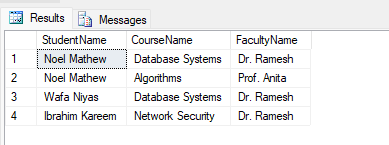 Results Messages
StudentName CourseName FacultyName
1 Noel Mathew Database Systems Dr. Ramesh
2 Noel Mathew Algorithms Prof. Anita
3 Wafa Niyas Database Systems Dr. Ramesh
4 Ibrahim Kareem Network Security Dr. Ramesh